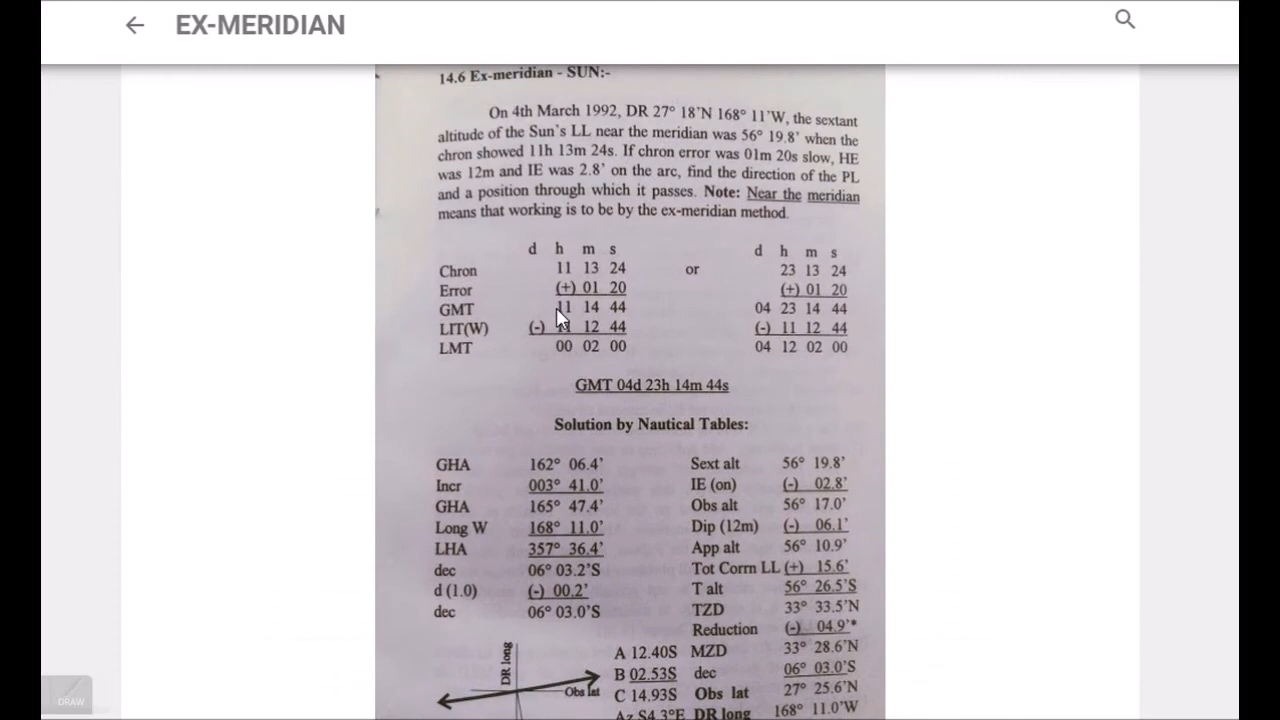 EX-MERIDIAN
14.6 Ex-meridian - SUN:-
On 4th March 1992, DR 27° 18'N 168° 11'W, the sextant
altitude of the Sun's LL near the meridian was 56° 19.8' when the
chron showed 11h 13m 24s. If chron error was 01m 20s slow, HE
was 12m and IE was 2.8' on the arc, find the direction of the PL
and a position through which it passes. Note: Near the meridian
means that working is to be by the ex-meridian method.
d h m s d h m s
Chron 11 13 24 or 23 13 24
Error (+) 01 20 (+) 01 20
GMT 11 14 44 04 23 14 44
LIT(W) (-) 11 12 44 (-) 11 12 44
LMT 00 02 00 04 12 02 00
GMT 04d 23h 14m 44s
Solution by Nautical Tables:
GHA 162° 06.4' Sext alt 56° 19.8'
Incr 003° 41.0' IE (on) (-) 02.8'
GHA 165° 47.4' Obs alt 56° 17.0'
Long W 168° 11.0' Dip (12m) (-) 06.1'
LHA 357° 36.4' App alt 56° 10.9'
dec 06° 03.2'S Tot Corrn LL (+) 15.6'
d (1.0) (-) 00.2' T alt 56° 26.5'S
dec 06° 03.0'S TZD 33° 33.5'N
Reduction (-) 04.9'*
A 12.40S MZD 33° 28.6'N
DR long
B 02.53S dec 06° 03.0'S
Obs lat
C 14.93S Obs lat 27° 25.6'N
Az S4.3°E DR long 168° 11.0'W
DRAW